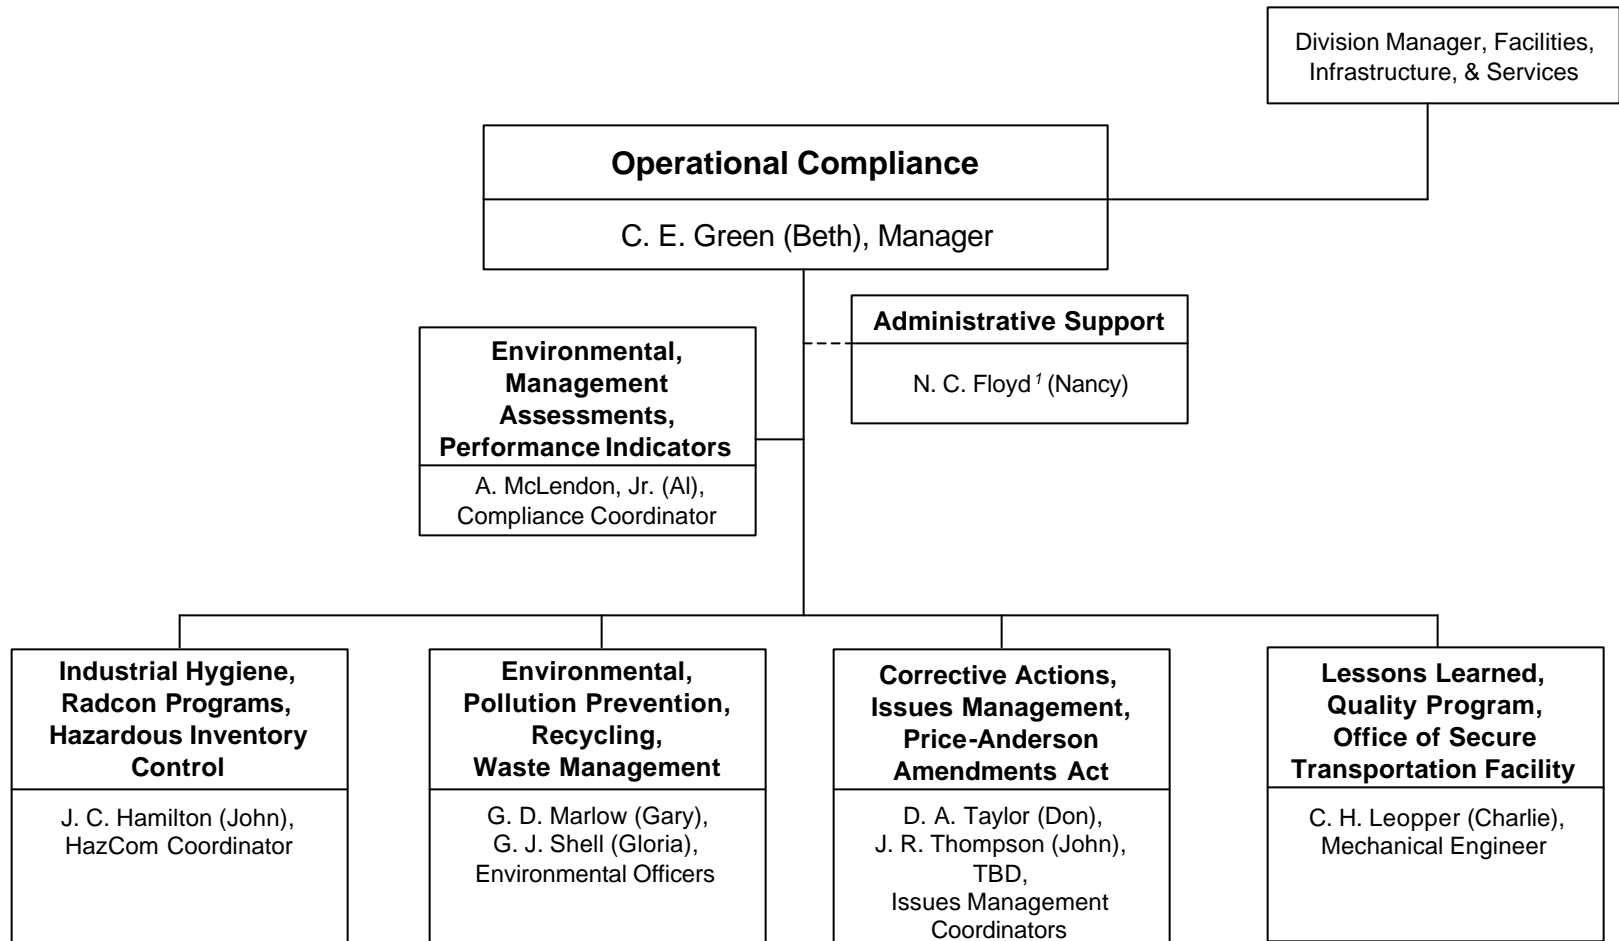 Division Manager, Facilities,
Infrastructure, & Services
Operational Compliance
C. E. Green (Beth), Manager
Administrative Support
N. C. Floyd¹ (Nancy)
Environmental,
Management
Assessments,
Performance Indicators
A. McLendon, Jr. (Al),
Compliance Coordinator
Industrial Hygiene,
Radcon Programs,
Hazardous Inventory
Control
J. C. Hamilton (John),
HazCom Coordinator
Environmental,
Pollution Prevention,
Recycling,
Waste Management
G. D. Marlow (Gary),
G. J. Shell (Gloria),
Environmental Officers
Corrective Actions,
Issues Management,
Price-Anderson
Amendments Act
D. A. Taylor (Don),
J. R. Thompson (John),
TBD,
Issues Management
Coordinators
Lessons Learned,
Quality Program,
Office of Secure
Transportation Facility
C. H. Leopper (Charlie),
Mechanical Engineer